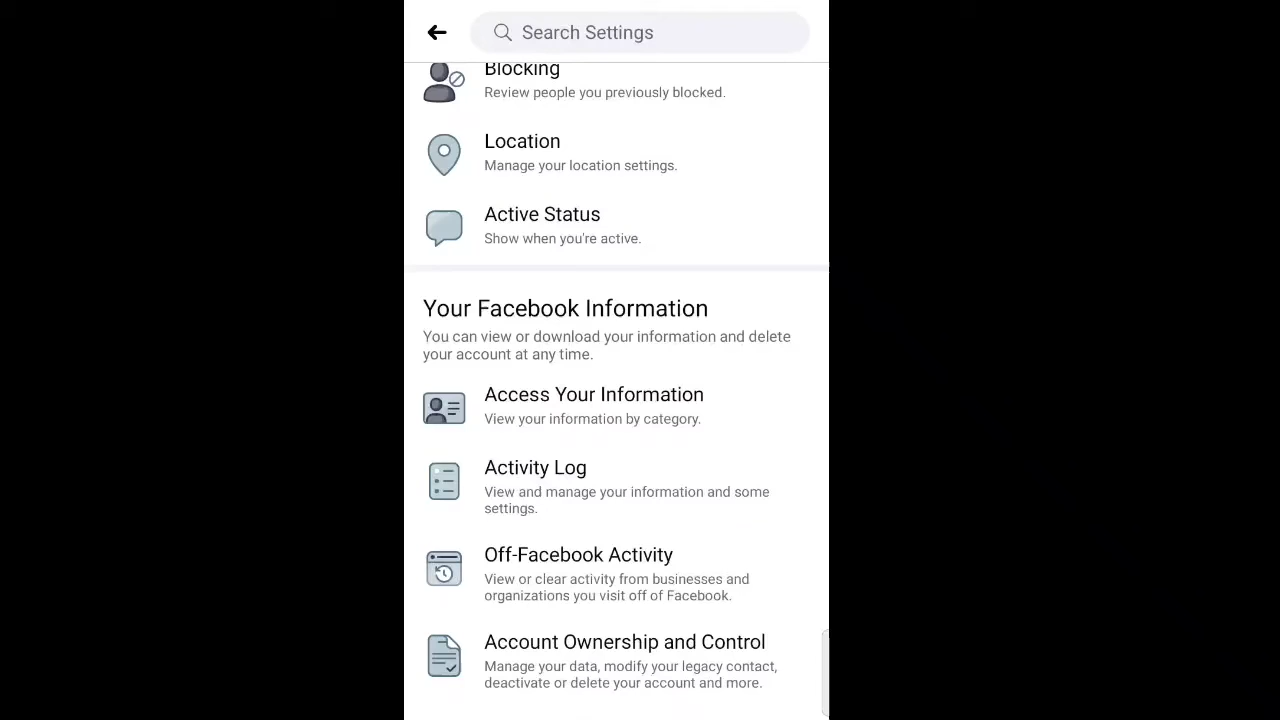 Search Settings
Blocking
Review people you previously blocked.
Location
Manage your location settings.
Active Status
Show when you're active.
Your Facebook Information
You can view or download your information and delete
your account at any time.
Access Your Information
View your information by category.
Activity Log
View and manage your information and some
settings.
Off-Facebook Activity
View or clear activity from businesses and
organizations you visit off of Facebook.
Account Ownership and Control
Manage your data, modify your legacy contact,
deactivate or delete your account and more.